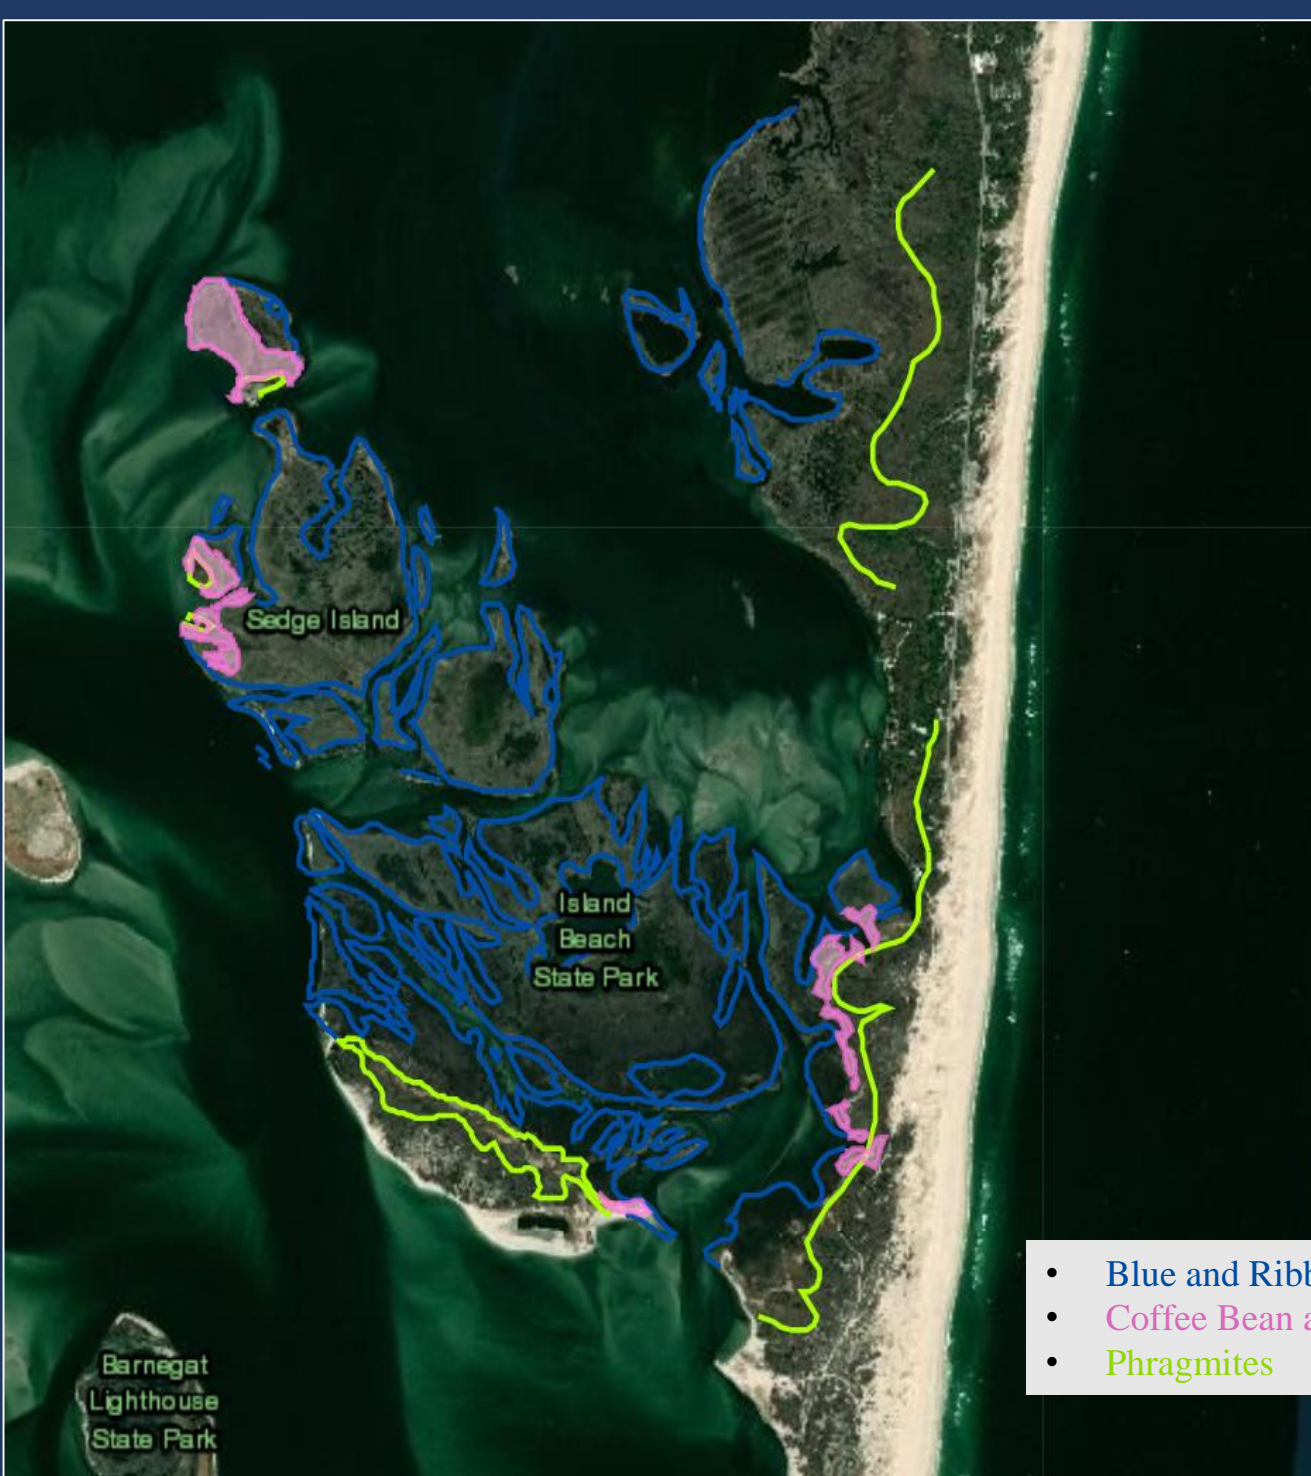 Sedge Island
Island
Beach
State Park
Barnegat
Lighthouse
State Park
• Blue and Ribb
• Coffee Bean a
• Phragmites